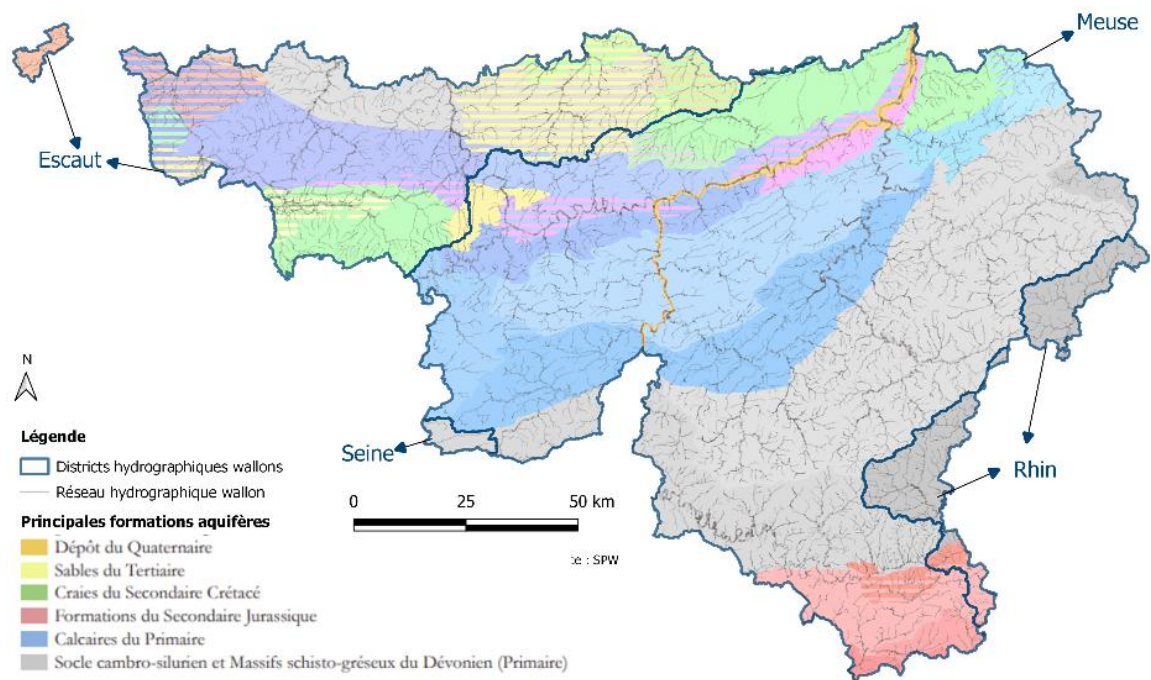 Meuse
Escaut
Seine
Rhin
N
Légende
Districts hydrographiques wallons
Réseau hydrographique wallon
0 25 50 km
Principales formations aquifères
te : SPW
Dépôt du Quaternaire
Sables du Tertiaire
Craies du Secondaire Crétacé
Formations du Secondaire Jurassique
Calcaires du Primaire
Socle cambro-silurien et Massifs schisto-gréseux du Dévonien (Primaire)